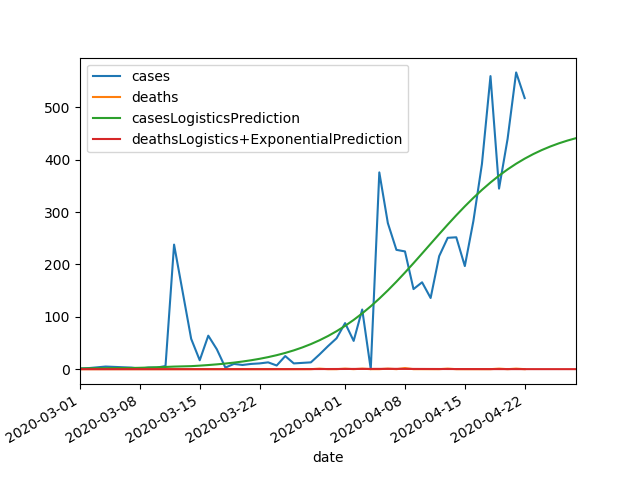 cases
deaths
casesLogisticsPrediction
deathsLogistics+ExponentialPrediction
500
400
300
200
100
0
2020-03-01
2020-03-08
2020-03-15
2020-03-22
2020-04-01
2020-04-08
2020-04-15
2020-04-22
date